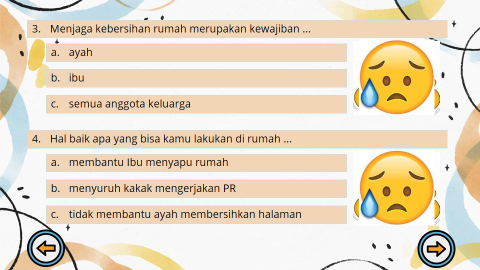 3. Menjaga kebersihan rumah merupakan kewajiban ...
a. ayah
b. ibu
c. semua anggota keluarga
4. Hal baik apa yang bisa kamu lakukan di rumah ...
a. membantu Ibu menyapu rumah
b. menyuruh kakak mengerjakan PR
c. tidak membantu ayah membersihkan halaman